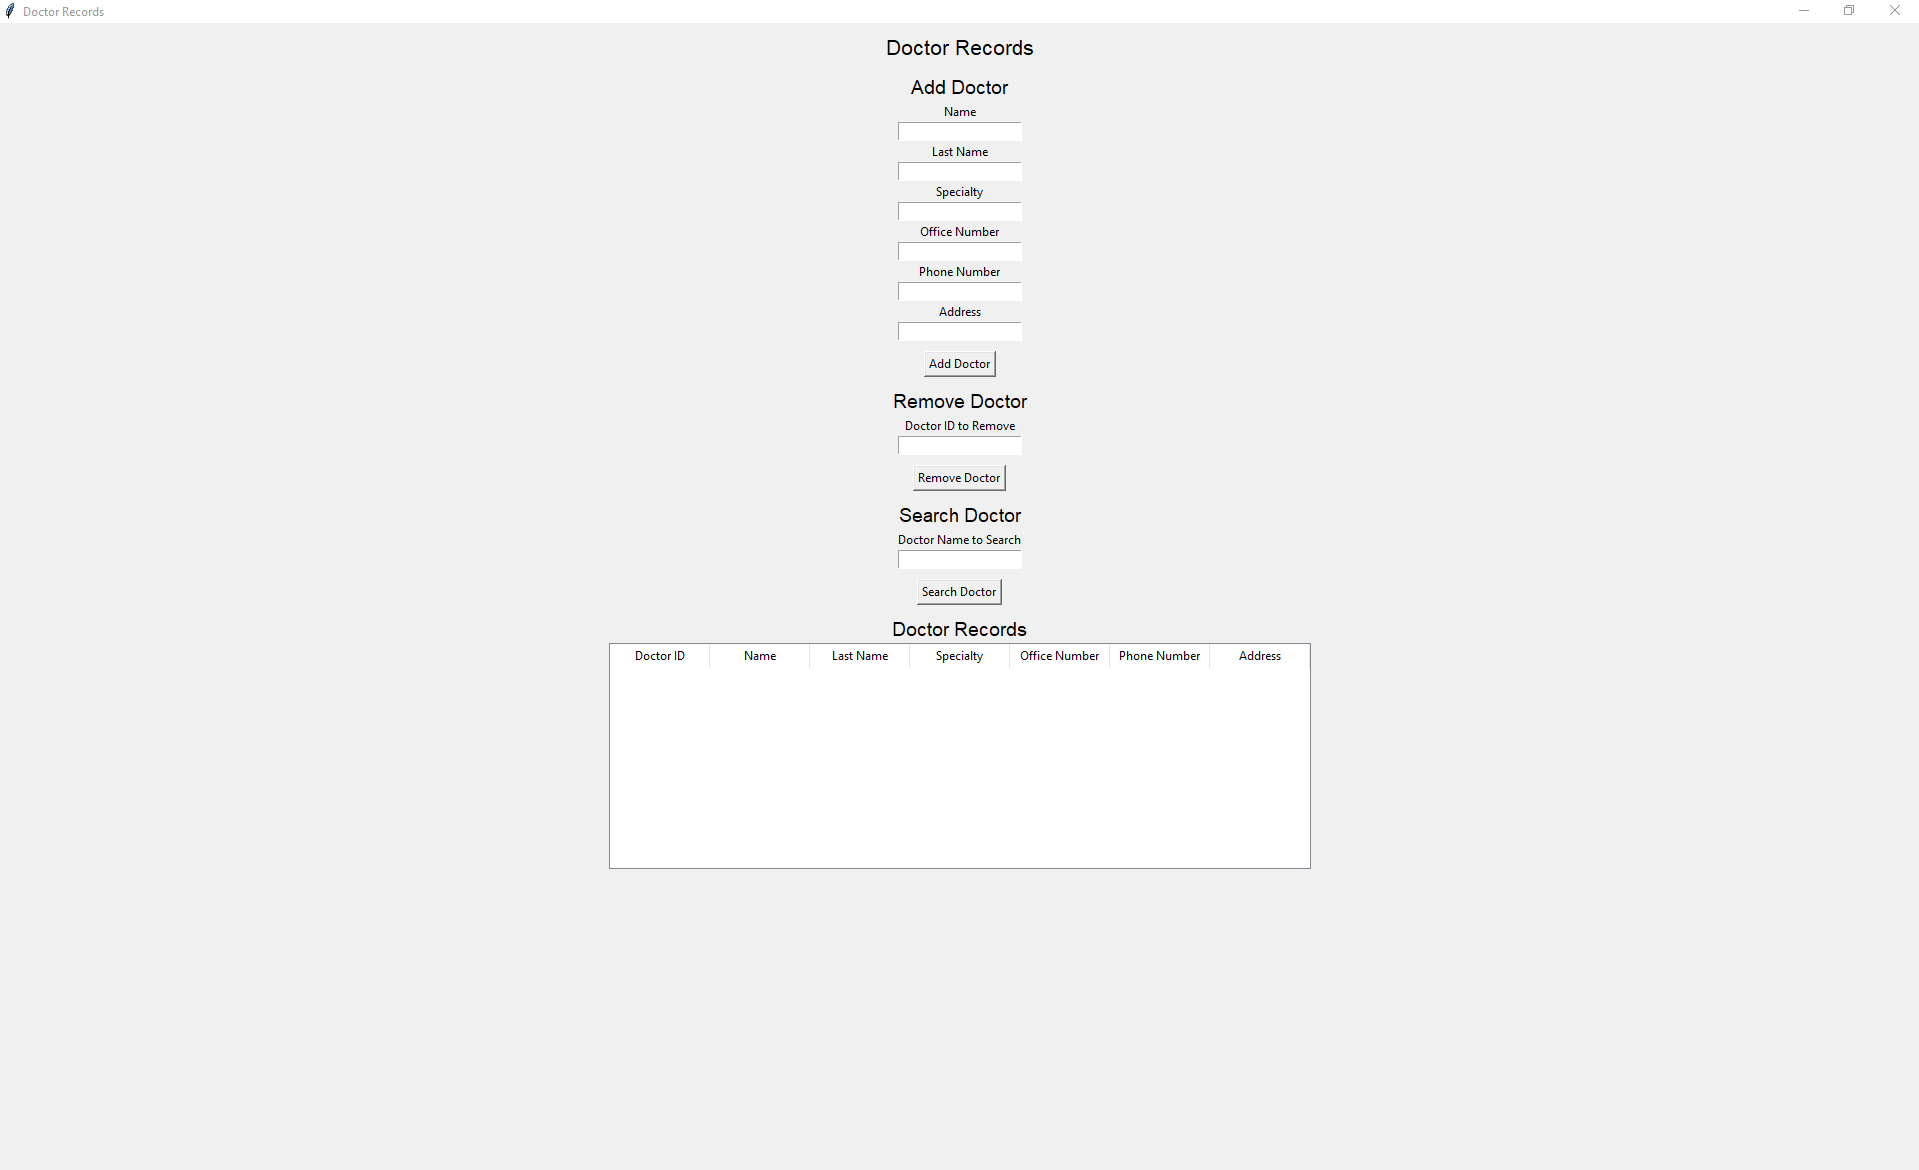 Doctor Records
Doctor Records
Add Doctor
Name
Last Name
Specialty
Office Number
Phone Number
Address
Add Doctor
Remove Doctor
Doctor ID to Remove
Remove Doctor
Search Doctor
Doctor Name to Search
Search Doctor
Doctor Records
Doctor ID Name Last Name Specialty Office Number Phone Number Address